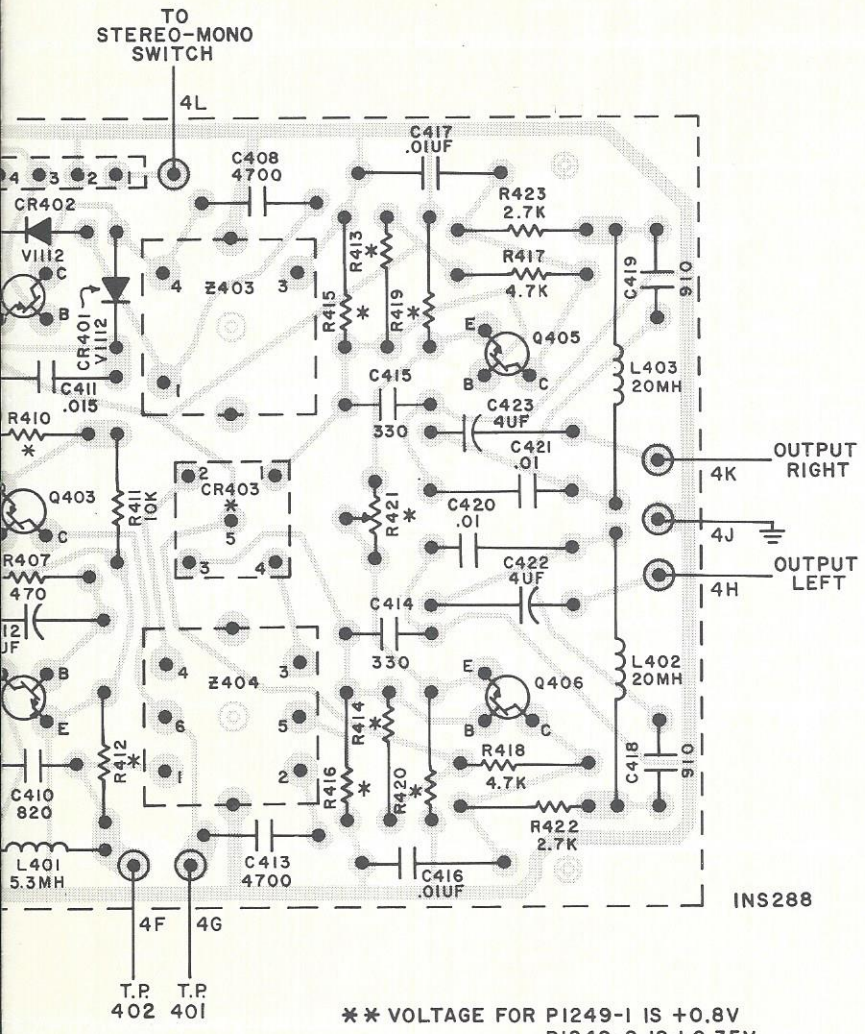 TO
STEREO-MONO
SWITCH
4L
C417
.01UF
C408
4700
4 3 2 1
CR402
V1112
R423
2.7K
R417
4.7K
C419
910
C
B
CR401
V1112
4 Z403 3
1
R415 *
R413 *
R419 *
E
Q405
B C
L403
20MH
C411
.015
C415
330
C423
4UF
R410
*
C421
.01
OUTPUT
RIGHT
4K
2 1
CR403
*
5
3 4
Q403
C
R411
10K
R421 *
C420
.01
4J
R407
470
C422
4UF
OUTPUT
LEFT
4H
12
UF
C414
330
B
E
4 Z404 3
6 5
1 2
E
Q406
B C
L402
20MH
R412 *
R416 *
R414 *
R420 *
R418
4.7K
C418
910
C410
820
R422
2.7K
L401
5.3MH
C413
4700
C416
.01UF
INS288
4F 4G
T.P.
402
T.P.
401
** VOLTAGE FOR P1249-1 IS +0.8V